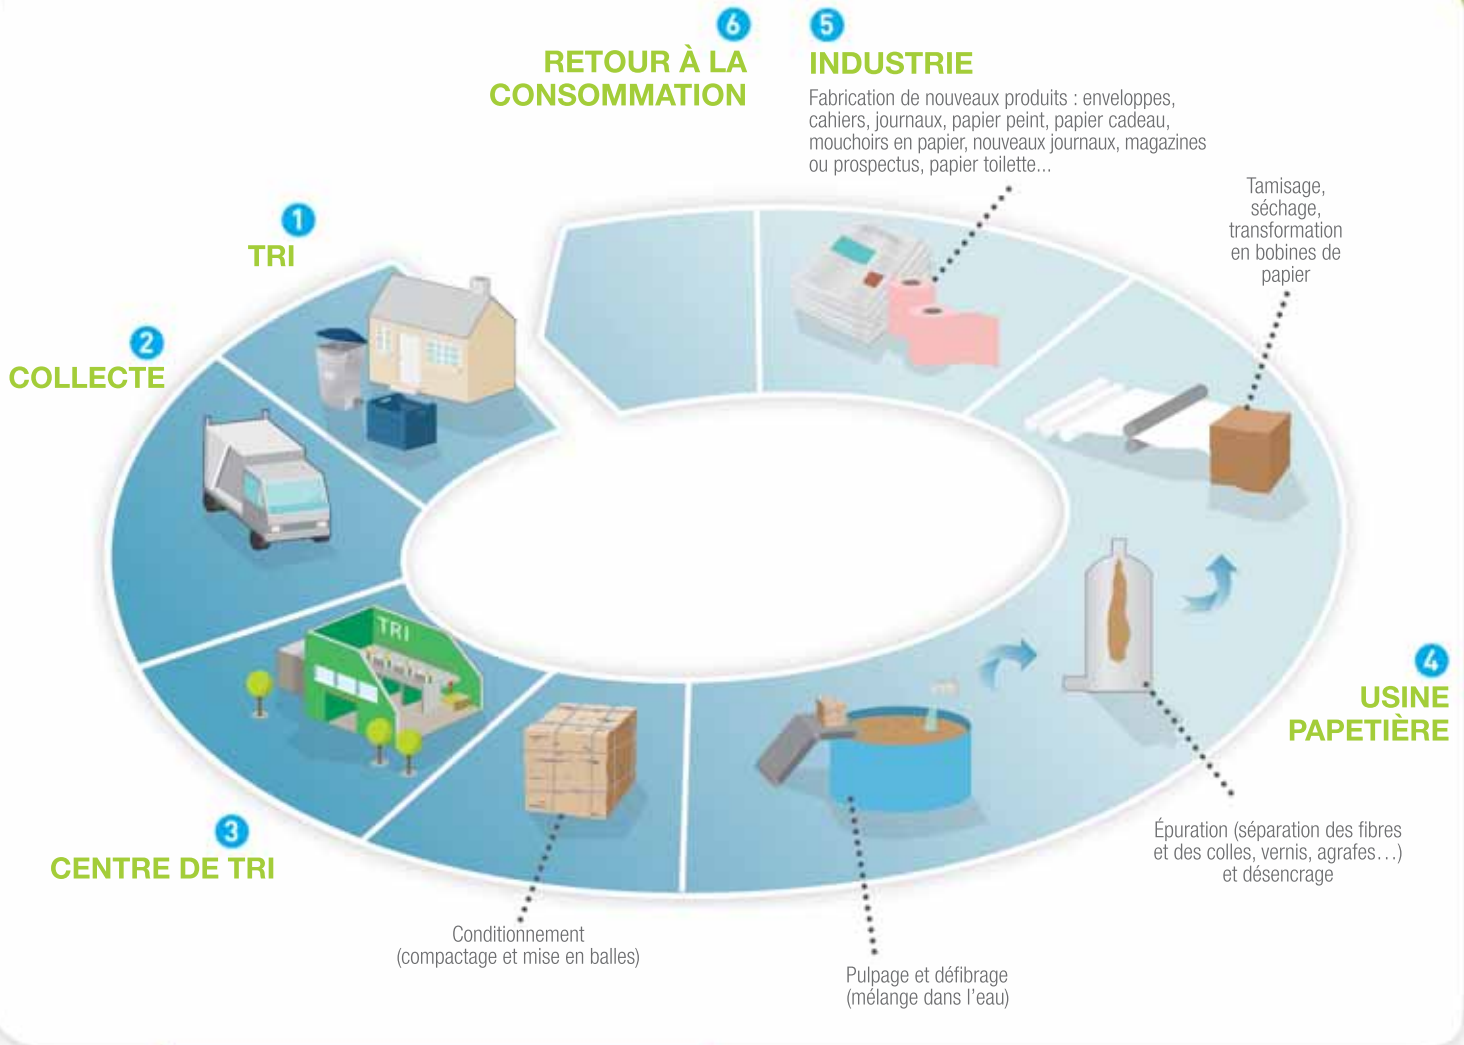 1
TRI
2
COLLECTE
TRI
3
CENTRE DE TRI
Conditionnement
(compactage et mise en balles)
4
USINE
PAPETIÈRE
Pulpage et défibrage
(mélange dans l'eau)
Épuration (séparation des fibres
et des colles, vernis, agrafes…)
et désencrage
Tamisage,
séchage,
transformation
en bobines de
papier
5
INDUSTRIE
Fabrication de nouveaux produits : enveloppes,
cahiers, journaux, papier peint, papier cadeau,
mouchoirs en papier, nouveaux journaux, magazines
ou prospectus, papier toilette...
6
RETOUR À LA
CONSOMMATION